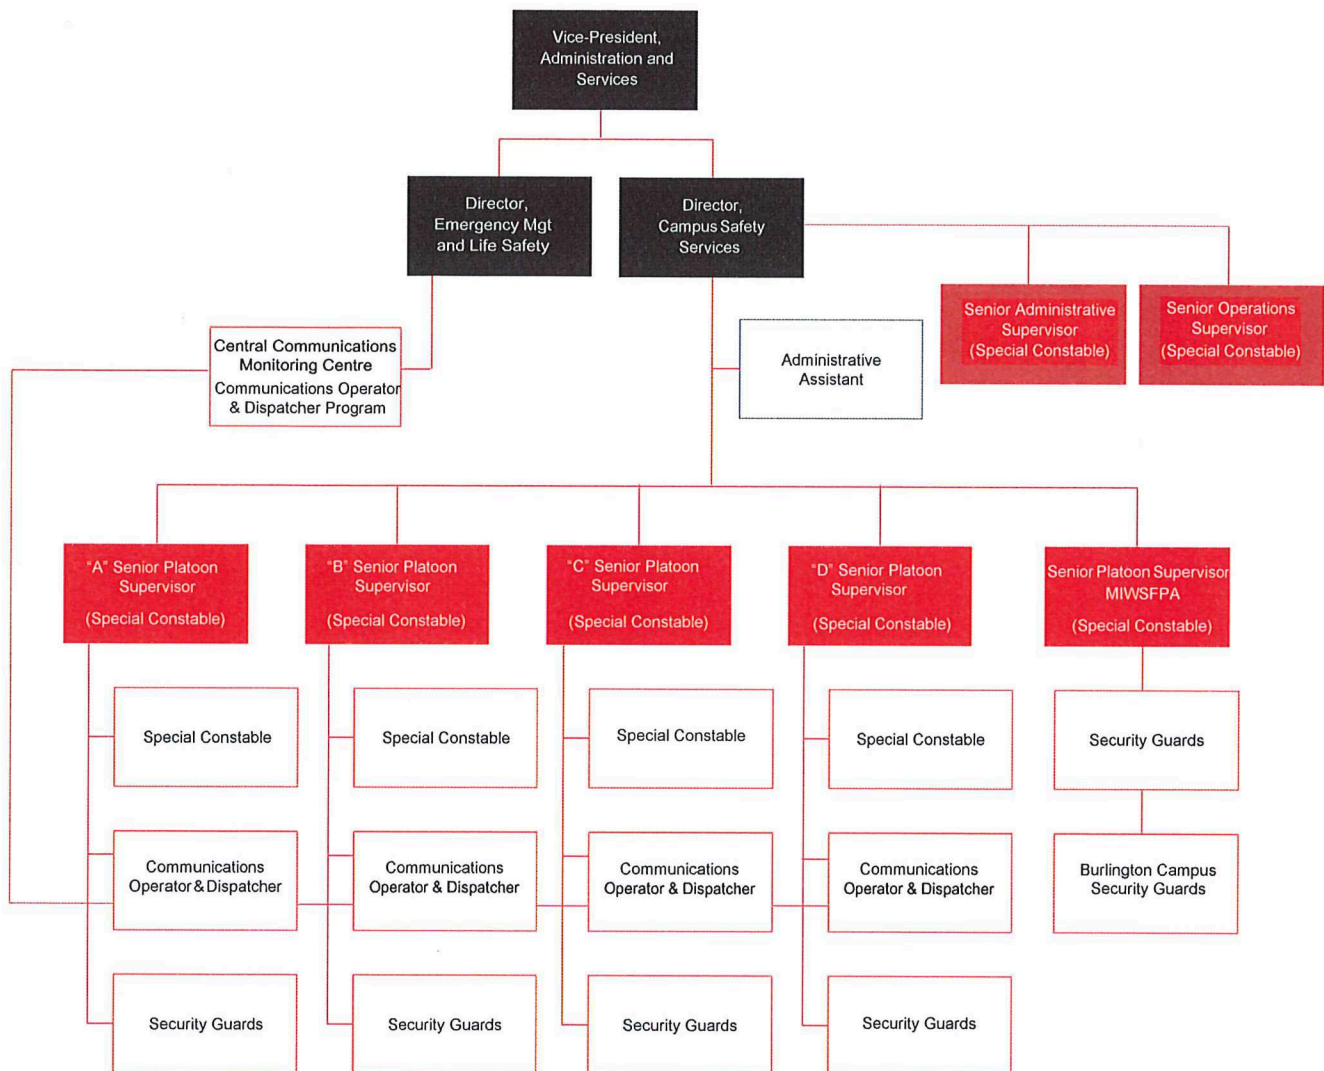 Vice-President,
Administration and
Services
Director,
Emergency Mgt
and Life Safety
Director,
Campus Safety
Services
Senior Administrative
Supervisor
(Special Constable)
Senior Operations
Supervisor
(Special Constable)
Central Communications
Monitoring Centre
Communications Operator
& Dispatcher Program
Administrative
Assistant
"A" Senior Platoon
Supervisor
(Special Constable)
"B" Senior Platoon
Supervisor
(Special Constable)
"C" Senior Platoon
Supervisor
(Special Constable)
"D" Senior Platoon
Supervisor
(Special Constable)
Senior Platoon Supervisor
MIWSFPA
(Special Constable)
Special Constable
Special Constable
Special Constable
Special Constable
Security Guards
Communications
Operator & Dispatcher
Communications
Operator & Dispatcher
Communications
Operator & Dispatcher
Communications
Operator & Dispatcher
Burlington Campus
Security Guards
Security Guards
Security Guards
Security Guards
Security Guards